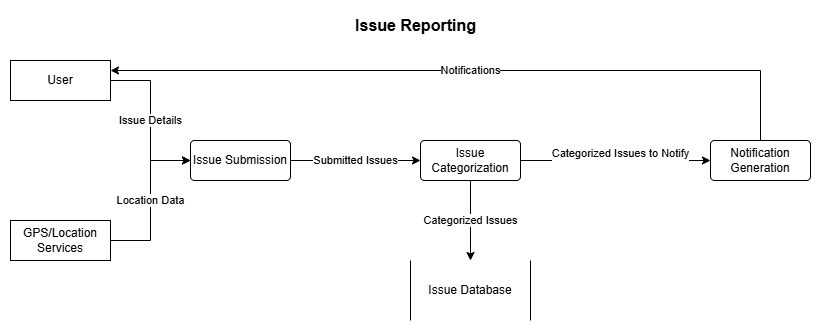 Issue Reporting
User
Notifications
Issue Details
Issue Submission
Submitted Issues
Issue
Categorization
Categorized Issues to Notify
Notification
Generation
Location Data
GPS/Location
Services
Categorized Issues
Issue Database